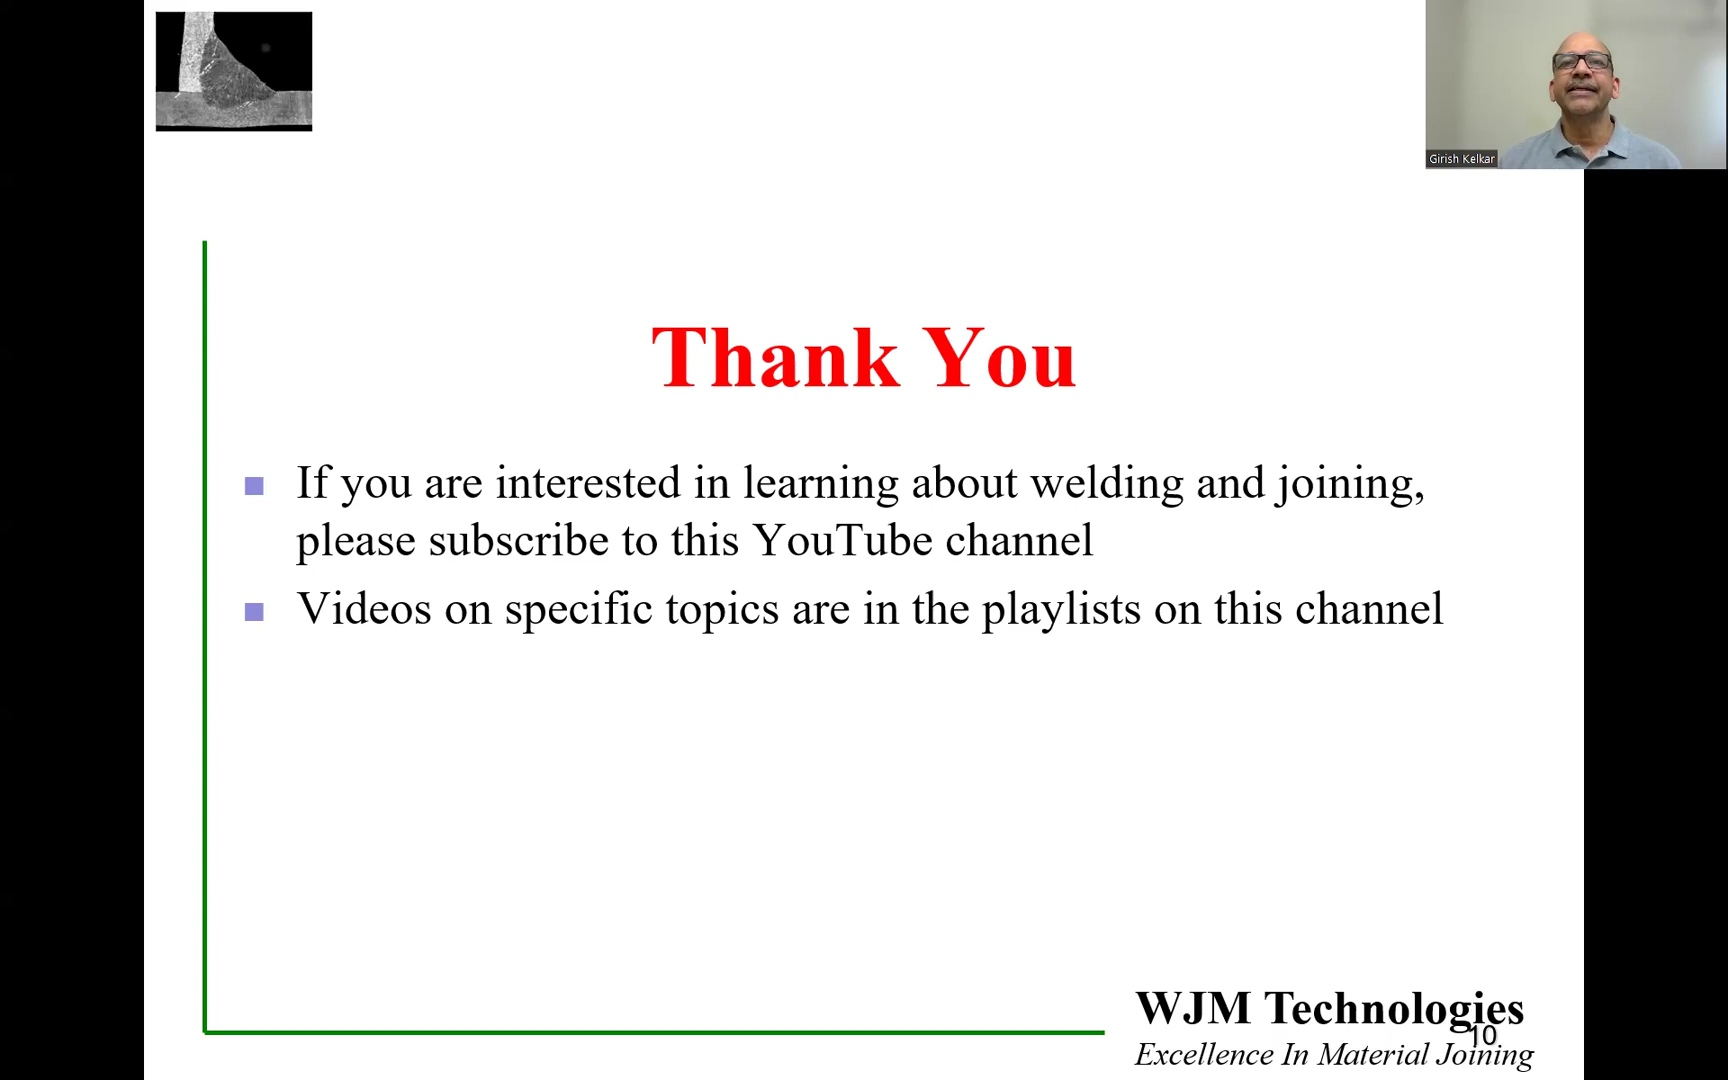 Girish Kelkar
Thank You
If you are interested in learning about welding and joining,
please subscribe to this YouTube channel
Videos on specific topics are in the playlists on this channel
WJM Technologies
10
Excellence In Material Joining